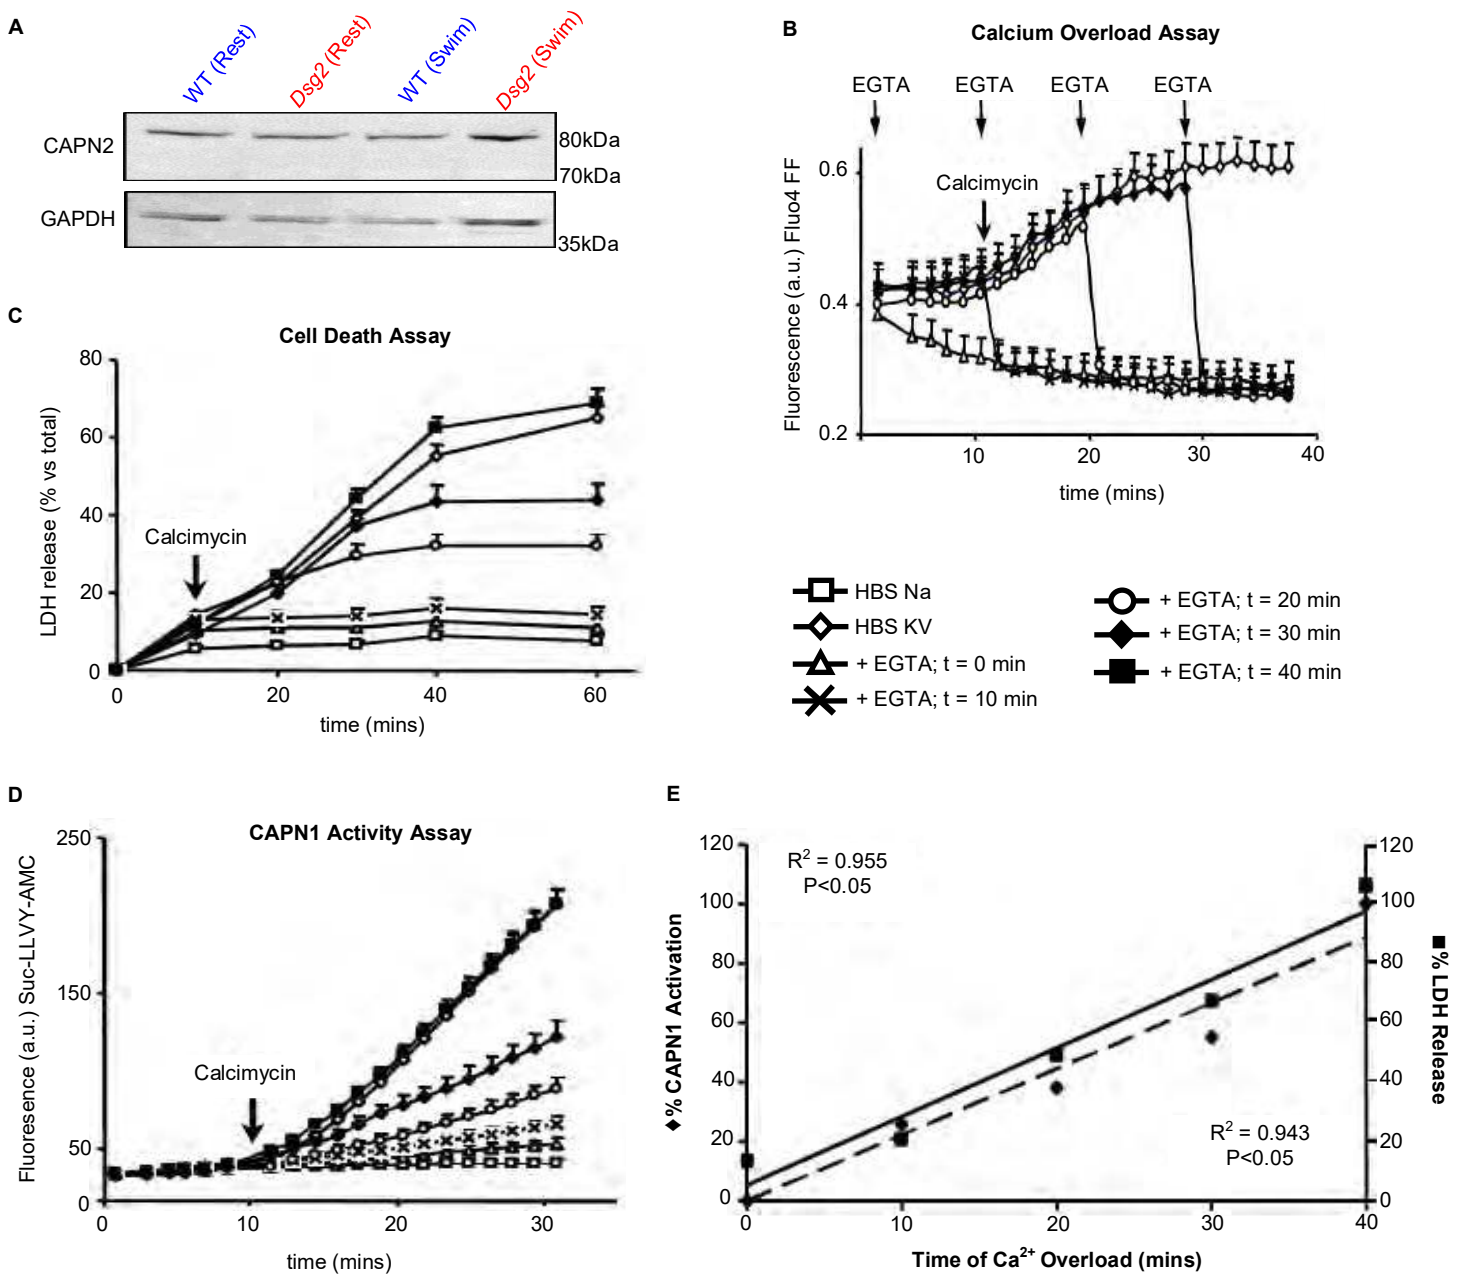 A
WT (Rest)
Dsg2 (Rest)
WT (Swim)
Dsg2 (Swim)
CAPN2
80kDa
70kDa
GAPDH
35kDa
B
Calcium Overload Assay
EGTA EGTA EGTA EGTA
Calcimycin
Fluorescence (a.u.) Fluo4 FF
0.6
0.4
0.2
10 20 30 40
time (mins)
C
Cell Death Assay
LDH release (% vs total)
80
60
40
20
0
Calcimycin
0 20 40 60
time (mins)
HBS Na
HBS KV
+ EGTA; t = 0 min
+ EGTA; t = 10 min
+ EGTA; t = 20 min
+ EGTA; t = 30 min
+ EGTA; t = 40 min
D
CAPN1 Activity Assay
Fluorescence (a.u.) Suc-LLVY-AMC
250
150
50
0
Calcimycin
0 10 20 30
time (mins)
E
% CAPN1 Activation
120
100
80
60
40
20
0
R² = 0.955
P<0.05
R² = 0.943
P<0.05
120
100
80
60
40
20
0
% LDH Release
0 10 20 30 40
Time of Ca²⁺ Overload (mins)